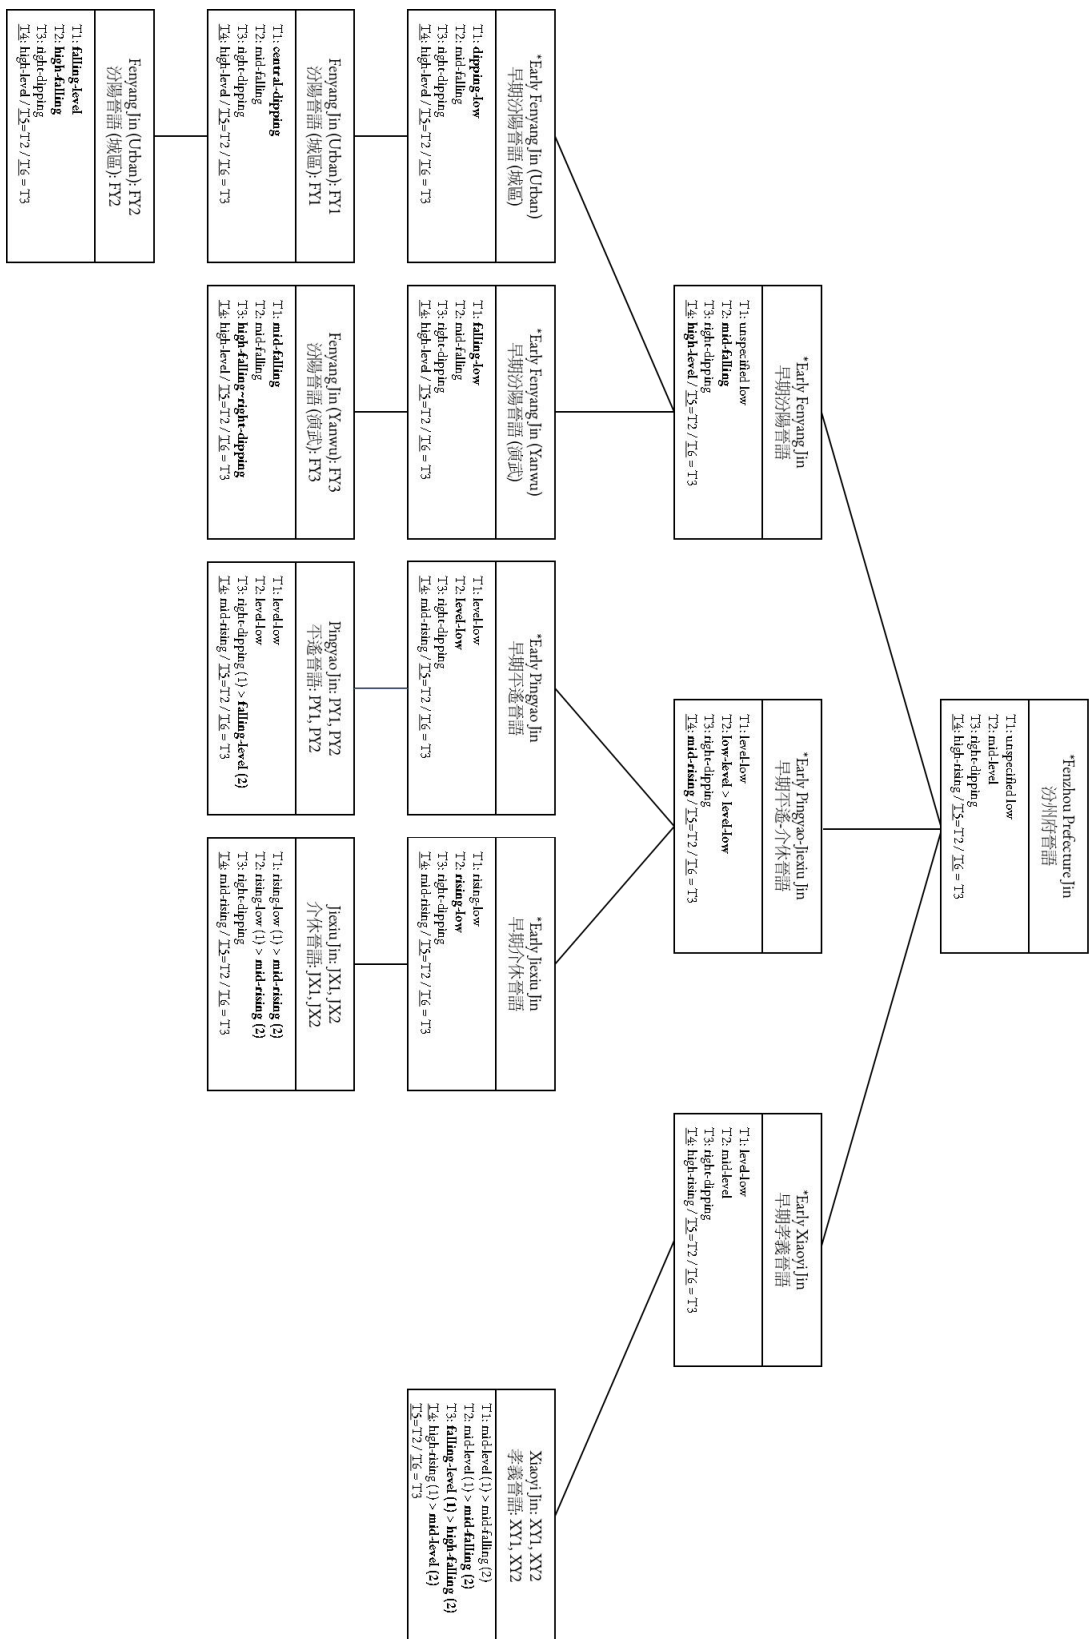 *Fenzhou Prefecture Jin
汾州府晉語
T1: unspecified low
T2: mid-level
T3: right-dipping
T4: high-rising / T5=T2 / T6 = T3
*Early Fenyang Jin
早期汾陽晉語
T1: unspecified low
T2: mid-falling
T3: right-dipping
T4: high-level / T5=T2 / T6 = T3
*Early Pingyao-Jiexiu Jin
早期平遙-介休晉語
T1: level-low
T2: low-level > level-low
T3: right-dipping
T4: mid-rising / T5=T2 / T6 = T3
*Early Xiaoyi Jin
早期孝義晉語
T1: level-low
T2: mid-level
T3: right-dipping
T4: high-rising / T5=T2 / T6 = T3
*Early Fenyang Jin (Urban)
早期汾陽晉語 (城區)
T1: dipping-low
T2: mid-falling
T3: right-dipping
T4: high-level / T5=T2 / T6 = T3
*Early Fenyang Jin (Yanwu)
早期汾陽晉語 (演武)
T1: falling-low
T2: mid-falling
T3: right-dipping
T4: high-level / T5=T2 / T6 = T3
*Early Pingyao Jin
早期平遙晉語
T1: level-low
T2: level-low
T3: right-dipping
T4: mid-rising / T5=T2 / T6 = T3
*Early Jiexiu Jin
早期介休晉語
T1: rising-low
T2: rising-low
T3: right-dipping
T4: mid-rising / T5=T2 / T6 = T3
Xiaoyi Jin: XY1, XY2
孝義晉語: XY1, XY2
T1: mid-level (1) > mid-falling (2)
T2: mid-level (1) > mid-falling (2)
T3: falling-level (1) > high-falling (2)
T4: high-rising (1) > mid-level (2)
T5=T2 / T6 = T3
Fenyang Jin (Urban): FY1
汾陽晉語 (城區): FY1
T1: central-dipping
T2: mid-falling
T3: right-dipping
T4: high-level / T5=T2 / T6 = T3
Fenyang Jin (Yanwu): FY3
汾陽晉語 (演武): FY3
T1: mid-falling
T2: mid-falling
T3: high-falling~right-dipping
T4: high-level / T5=T2 / T6 = T3
Pingyao Jin: PY1, PY2
平遙晉語: PY1, PY2
T1: level-low
T2: level-low
T3: right-dipping (1) > falling-level (2)
T4: mid-rising / T5=T2 / T6 = T3
Jiexiu Jin: JX1, JX2
介休晉語: JX1, JX2
T1: rising-low (1) > mid-rising (2)
T2: rising-low (1) > mid-rising (2)
T3: right-dipping
T4: mid-rising / T5=T2 / T6 = T3
Fenyang Jin (Urban): FY2
汾陽晉語 (城區): FY2
T1: falling-level
T2: high-falling
T3: right-dipping
T4: high-level / T5=T2 / T6 = T3